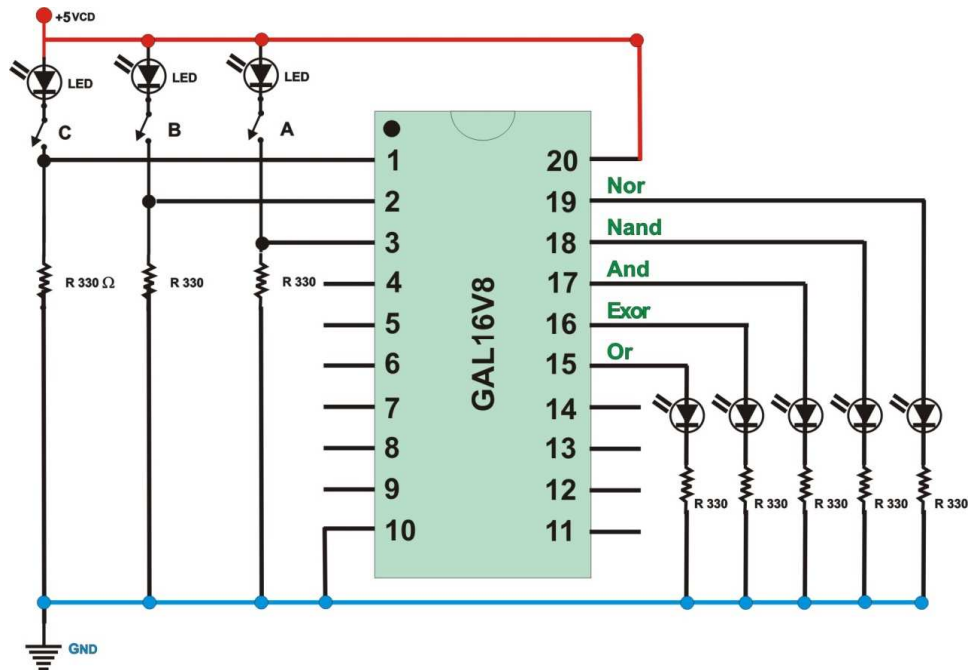 +5VCD
LED
LED
LED
C
B
A
1
20
Nor
2
19
Nand
3
18
And
R 330 Ω
R 330
R 330
4
17
Exor
5
16
Or
6
15
GAL16V8
7
14
8
13
9
12
10
11
R 330
R 330
R 330
R 330
R 330
GND